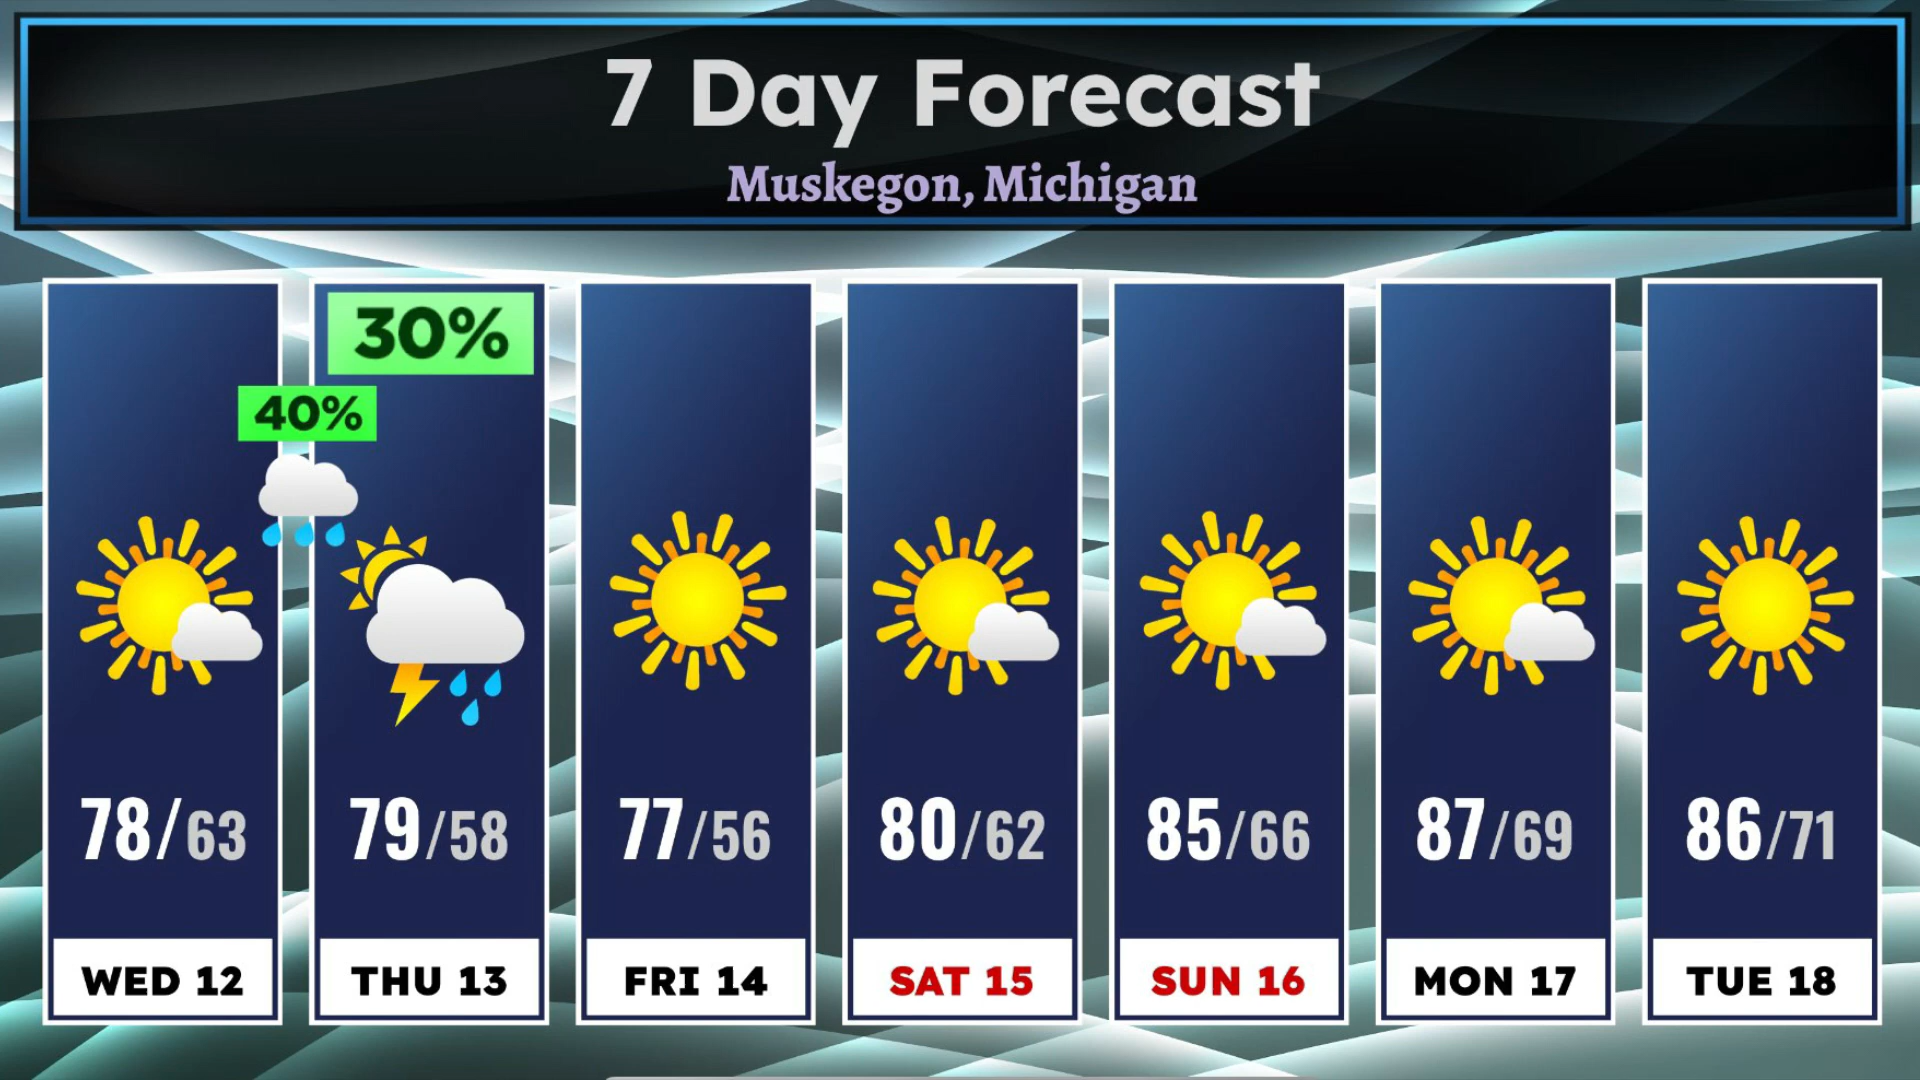 7 Day Forecast
Muskegon, Michigan
30%
40%
78/63
79/58
77/56
80/62
85/66
87/69
86/71
WED 12
THU 13
FRI 14
SAT 15
SUN 16
MON 17
TUE 18